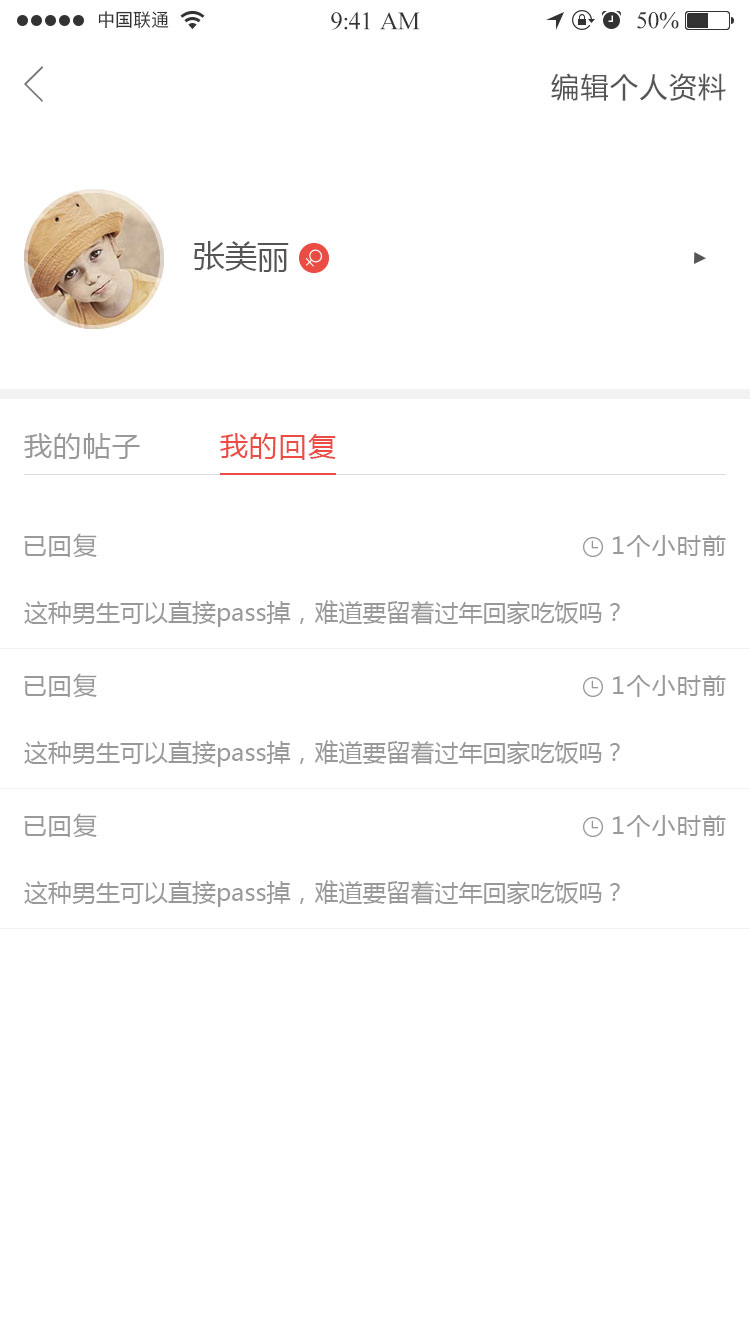 中国联通 9:41 AM 50%
编辑个人资料
张美丽
我的帖子 我的回复
已回复 1个小时前
这种男生可以直接pass掉，难道要留着过年回家吃饭吗？
已回复 1个小时前
这种男生可以直接pass掉，难道要留着过年回家吃饭吗？
已回复 1个小时前
这种男生可以直接pass掉，难道要留着过年回家吃饭吗？